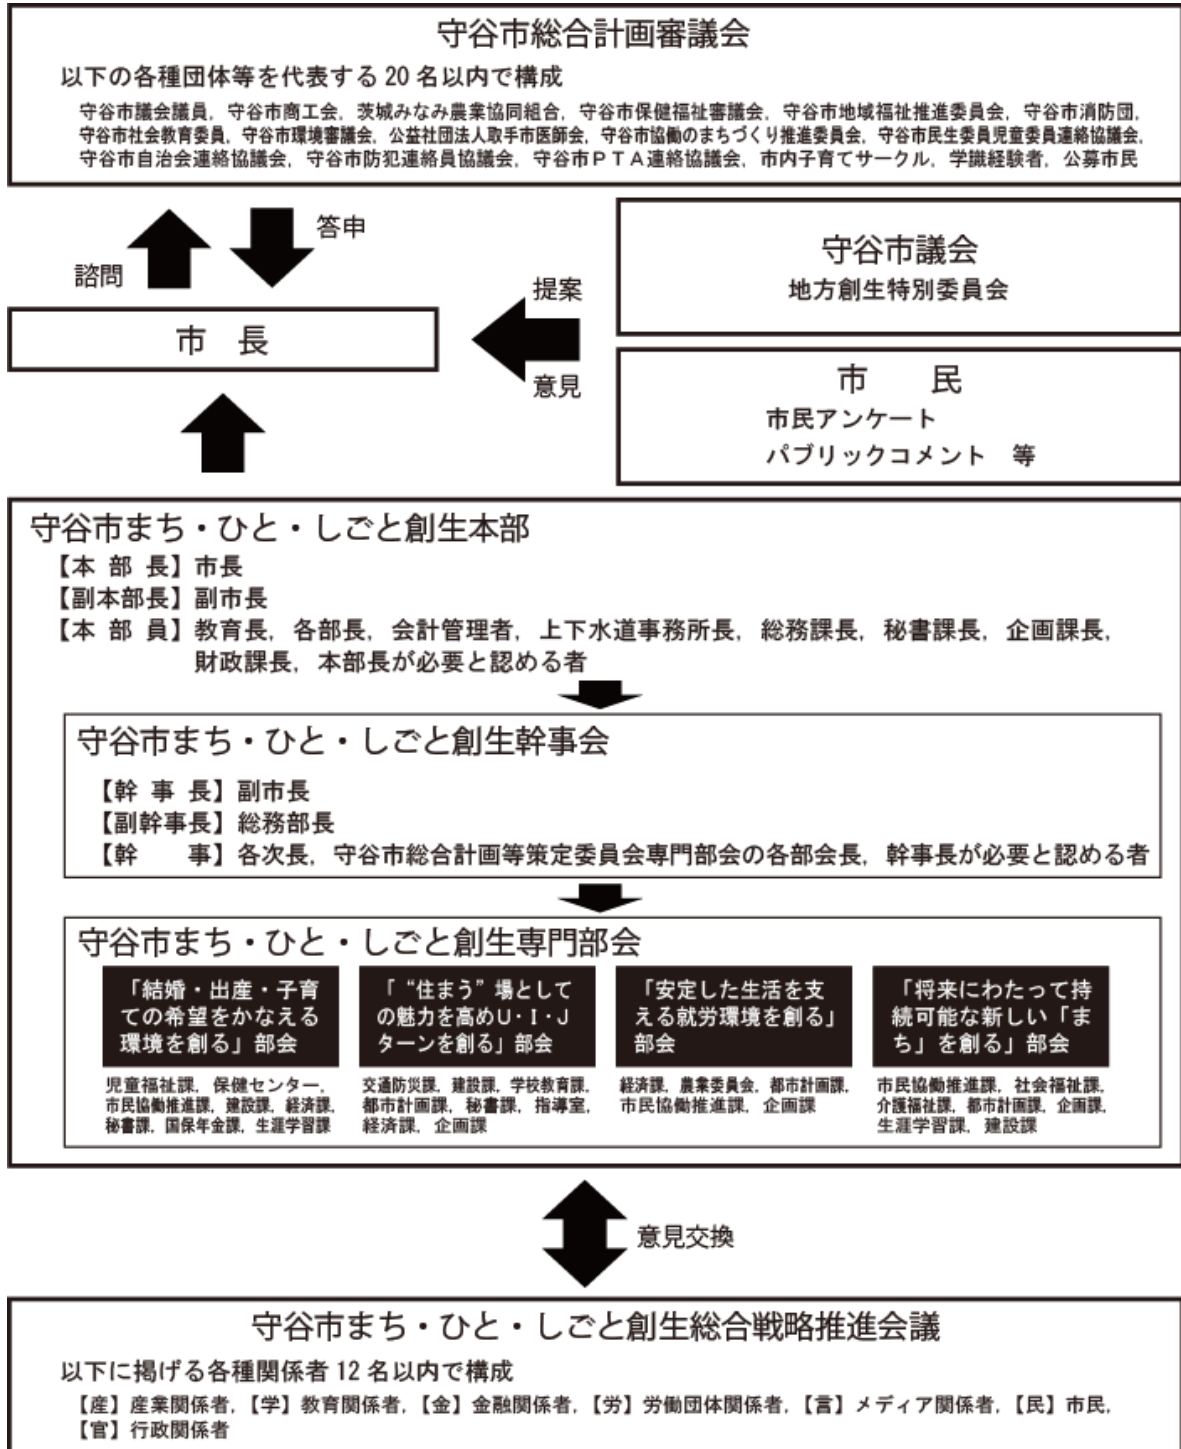 守谷市総合計画審議会
以下の各種団体等を代表する 20 名以内で構成
守谷市議会議員，守谷市商工会，茨城みなみ農業協同組合，守谷市保健福祉審議会，守谷市地域福祉推進委員会，守谷市消防団，
守谷市社会教育委員，守谷市環境審議会，公益社団法人取手市医師会，守谷市協働のまちづくり推進委員会，守谷市民生委員児童委員連絡協議会，
守谷市自治会連絡協議会，守谷市防犯連絡員協議会，守谷市ＰＴＡ連絡協議会，市内子育てサークル，学識経験者，公募市民
諮問
答申
市　長
提案
意見
守谷市議会
地方創生特別委員会
市　　民
市民アンケート
パブリックコメント　等
守谷市まち・ひと・しごと創生本部
【本 部 長】市長
【副本部長】副市長
【本 部 員】教育長，各部長，会計管理者，上下水道事務所長，総務課長，秘書課長，企画課長，
財政課長，本部長が必要と認める者
守谷市まち・ひと・しごと創生幹事会
【幹 事 長】副市長
【副幹事長】総務部長
【幹　　事】各次長，守谷市総合計画等策定委員会専門部会の各部会長，幹事長が必要と認める者
守谷市まち・ひと・しごと創生専門部会
「結婚・出産・子育
ての希望をかなえる
環境を創る」部会
児童福祉課，保健センター，
市民協働推進課，建設課，経済課，
秘書課，国保年金課，生涯学習課
「“住まう”場として
の魅力を高めU・I・J
ターンを創る」部会
交通防災課，建設課，学校教育課，
都市計画課，秘書課，指導室，
経済課，企画課
「安定した生活を支
える就労環境を創る」
部会
経済課，農業委員会，都市計画課，
市民協働推進課，企画課
「将来にわたって持
続可能な新しい「ま
ち」を創る」部会
市民協働推進課，社会福祉課，
介護福祉課，都市計画課，企画課，
生涯学習課，建設課
意見交換
守谷市まち・ひと・しごと創生総合戦略推進会議
以下に掲げる各種関係者 12 名以内で構成
【産】産業関係者，【学】教育関係者，【金】金融関係者，【労】労働団体関係者，【言】メディア関係者，【民】市民，
【官】行政関係者